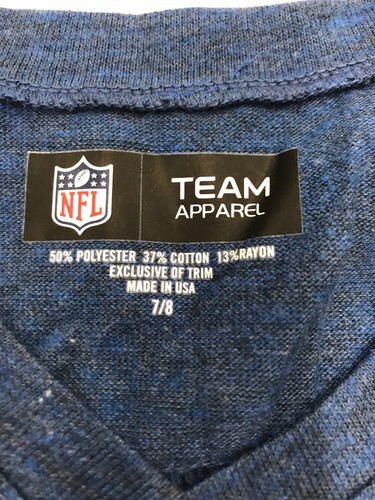 NFL
TEAM
APPAREL
50% POLYESTER 37% COTTON 13%RAYON
EXCLUSIVE OF TRIM
MADE IN USA
7/8